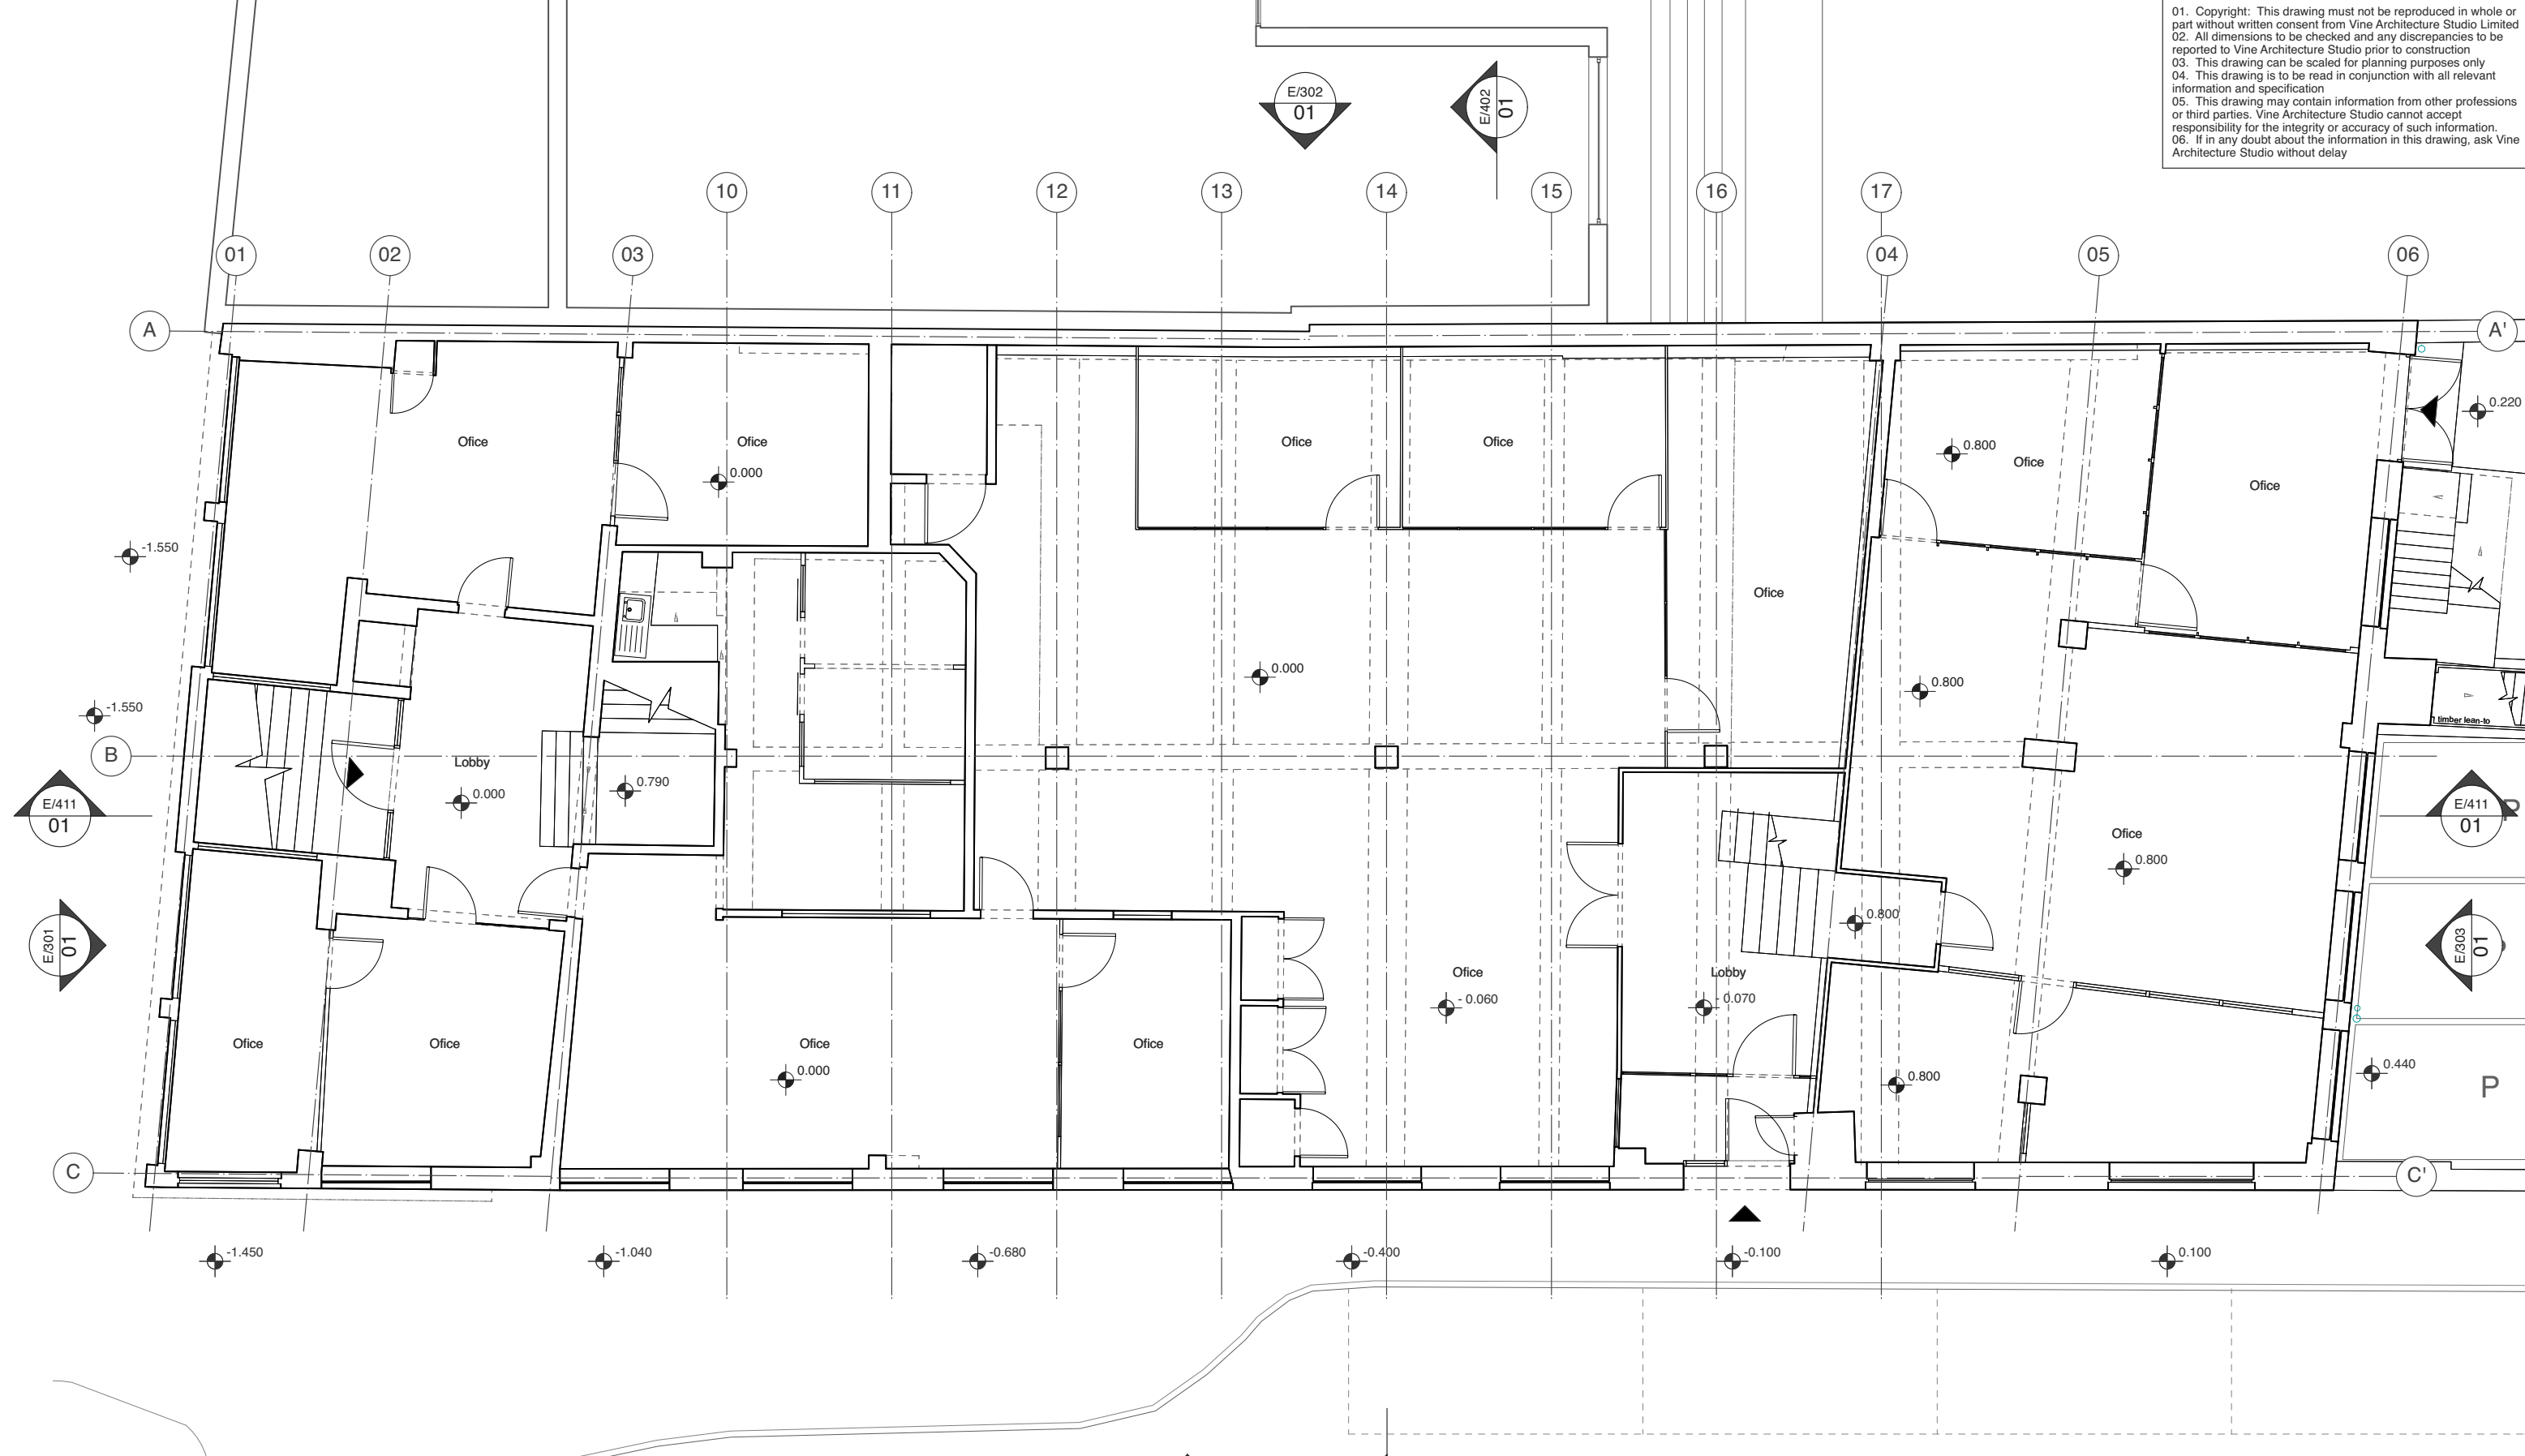 01.  Copyright:  This drawing must not be reproduced in whole or
part without written consent from Vine Architecture Studio Limited
02.  All dimensions to be checked and any discrepancies to be
reported to Vine Architecture Studio prior to construction
03.  This drawing can be scaled for planning purposes only
04.  This drawing is to be read in conjunction with all relevant
information and specification
05.  This drawing may contain information from other professions
or third parties. Vine Architecture Studio cannot accept
responsibility for the integrity or accuracy of such information.
06.  If in any doubt about the information in this drawing, ask Vine
Architecture Studio without delay
E/302
01
E/402
01
10
11
12
13
14
15
16
17
01
02
03
04
05
06
A
A'
0.220
Ofice
Ofice
Ofice
Ofice
0.800
Ofice
0.000
Ofice
-1.550
Ofice
0.000
0.800
-1.550
timber lean-to
B
Lobby
0.790
0.000
E/411
01
E/411
01
P
Ofice
0.800
0.800
E/301
01
E/303
01
Ofice
Lobby
- 0.060
- 0.070
Ofice
Ofice
Ofice
Ofice
0.000
0.800
0.440
P
C
C'
-1.450
-1.040
-0.680
-0.400
-0.100
0.100